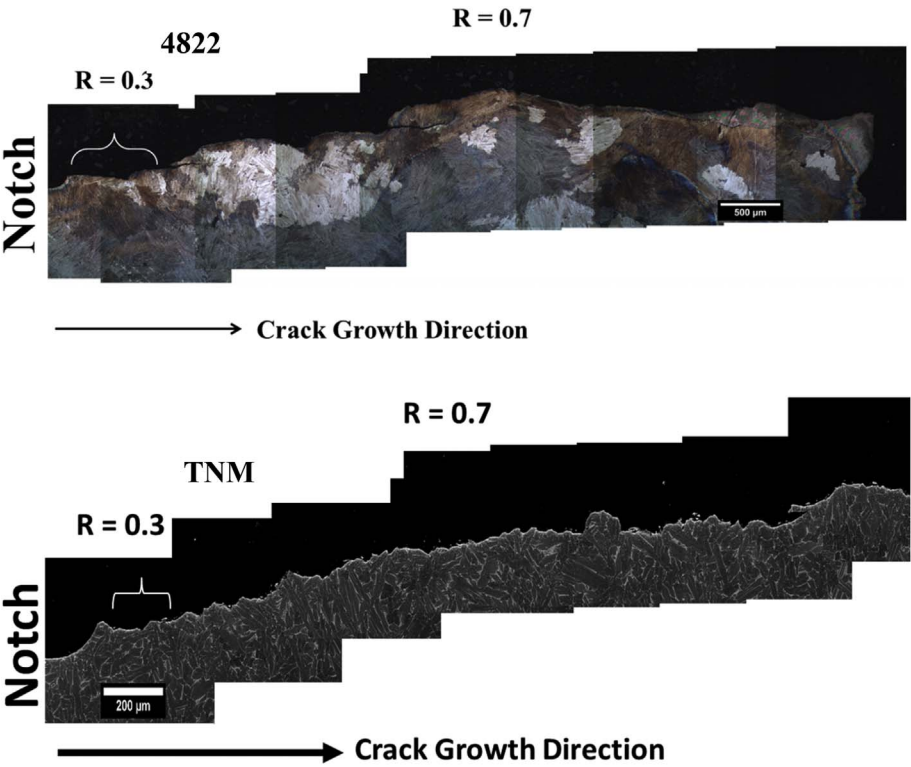 R = 0.7
4822
R = 0.3
Notch
500 µm
Crack Growth Direction
R = 0.7
TNM
R = 0.3
Notch
200 µm
Crack Growth Direction